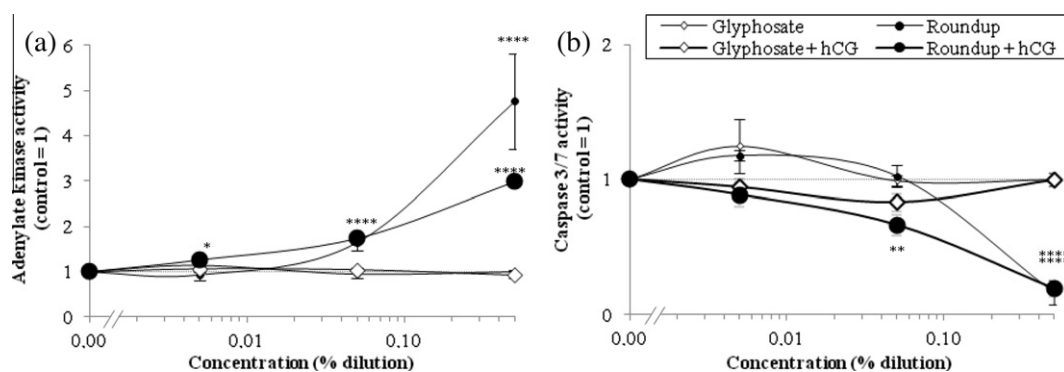 (a)
Adenylate kinase activity
(control = 1)
6
5
4
3
2
1
0
****
****
****
*
0.00
0.01
0.10
Concentration (% dilution)
(b)
Glyphosate
Roundup
Glyphosate + hCG
Roundup + hCG
Caspase 3/7 activity
(control = 1)
2
1
0
**
****
****
0.00
0.01
0.10
Concentration (% dilution)